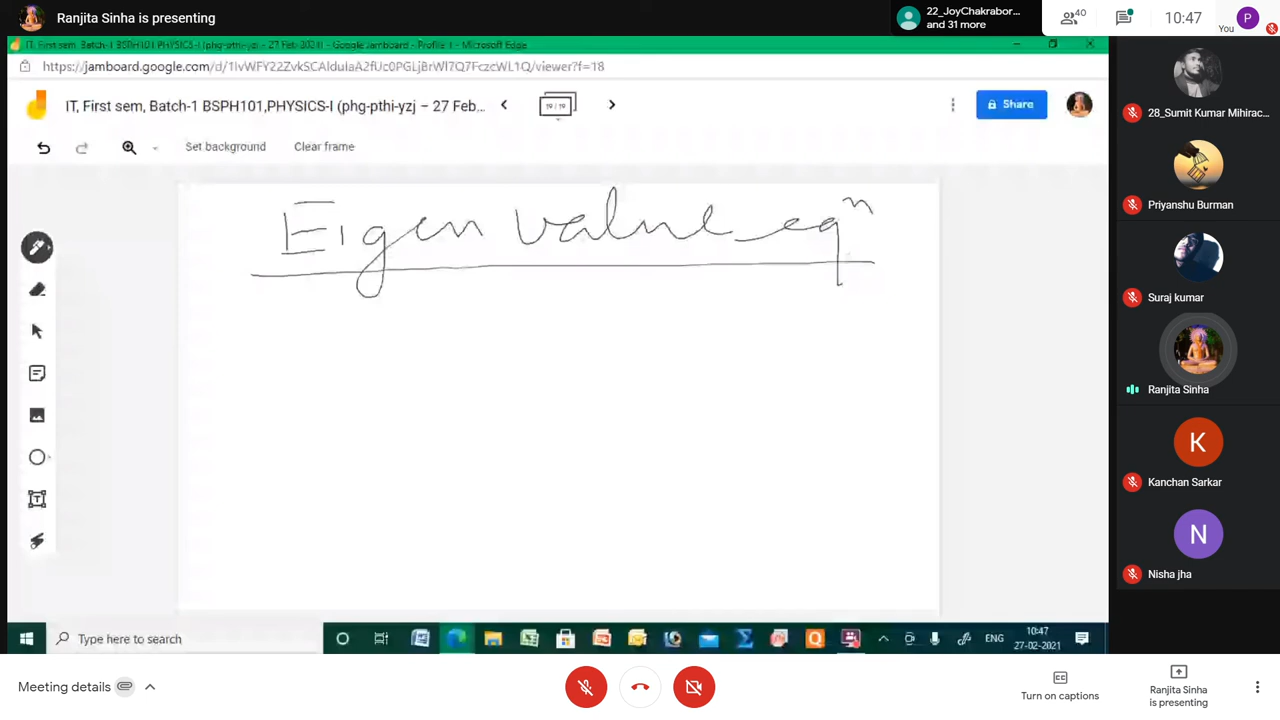 Ranjita Sinha is presenting
22_JoyChakrabor...
and 31 more
40
10:47
You
P
https://jamboard.google.com/d/1IvWFY22ZvkSCAlduIaA2fUc0PGLjBrWl7Q7FczcWL1Q/viewer?f=18
IT, First sem, Batch-1 BSPH101,PHYSICS-I (phg-pthi-yzj – 27 Feb...
19 / 19
Share
Set background
Clear frame
Eigen value eqn
28_Sumit Kumar Mihirac...
Priyanshu Burman
Suraj kumar
Ranjita Sinha
K
Kanchan Sarkar
N
Nisha jha
Type here to search
ENG
10:47
27-02-2021
Meeting details
Turn on captions
Ranjita Sinha
is presenting